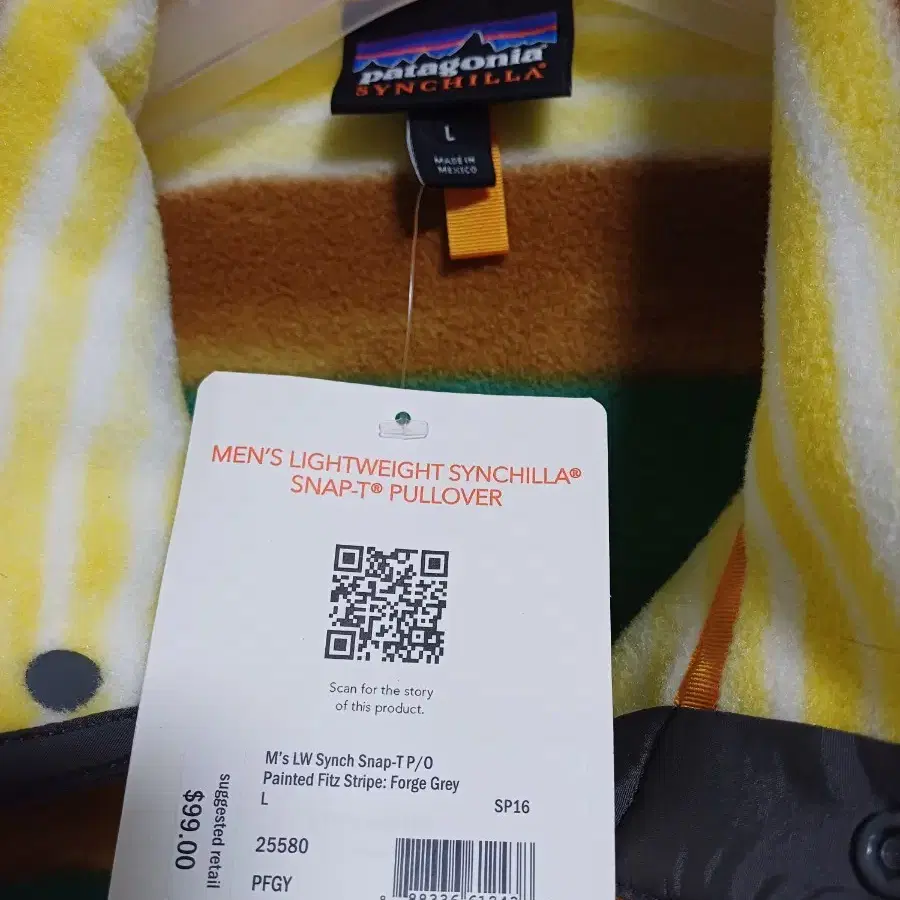 patagonia®
SYNCHILLA®
L
MADE IN
MEXICO
MEN'S LIGHTWEIGHT SYNCHILLA®
SNAP-T® PULLOVER
Scan for the story
of this product.
M's LW Synch Snap-T P/O
Painted Fitz Stripe: Forge Grey
L
SP16
25580
PFGY
suggested retail
$99.00